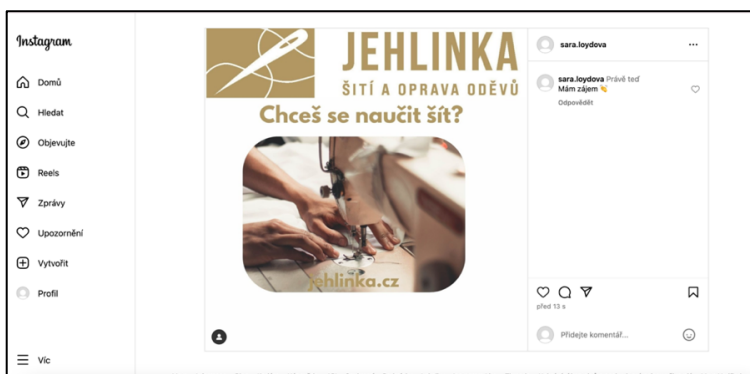 Instagram
Domů
Hledat
Objevujte
Reels
Zprávy
Upozornění
Vytvořit
Profil
Víc
JEHLINKA
ŠITÍ A OPRAVA ODĚVŮ
Chceš se naučit šít?
jehlinka.cz
sara.loydova
sara.loydova Právě teď
Mám zájem 👏
Odpovědět
před 13 s
Přidejte komentář...